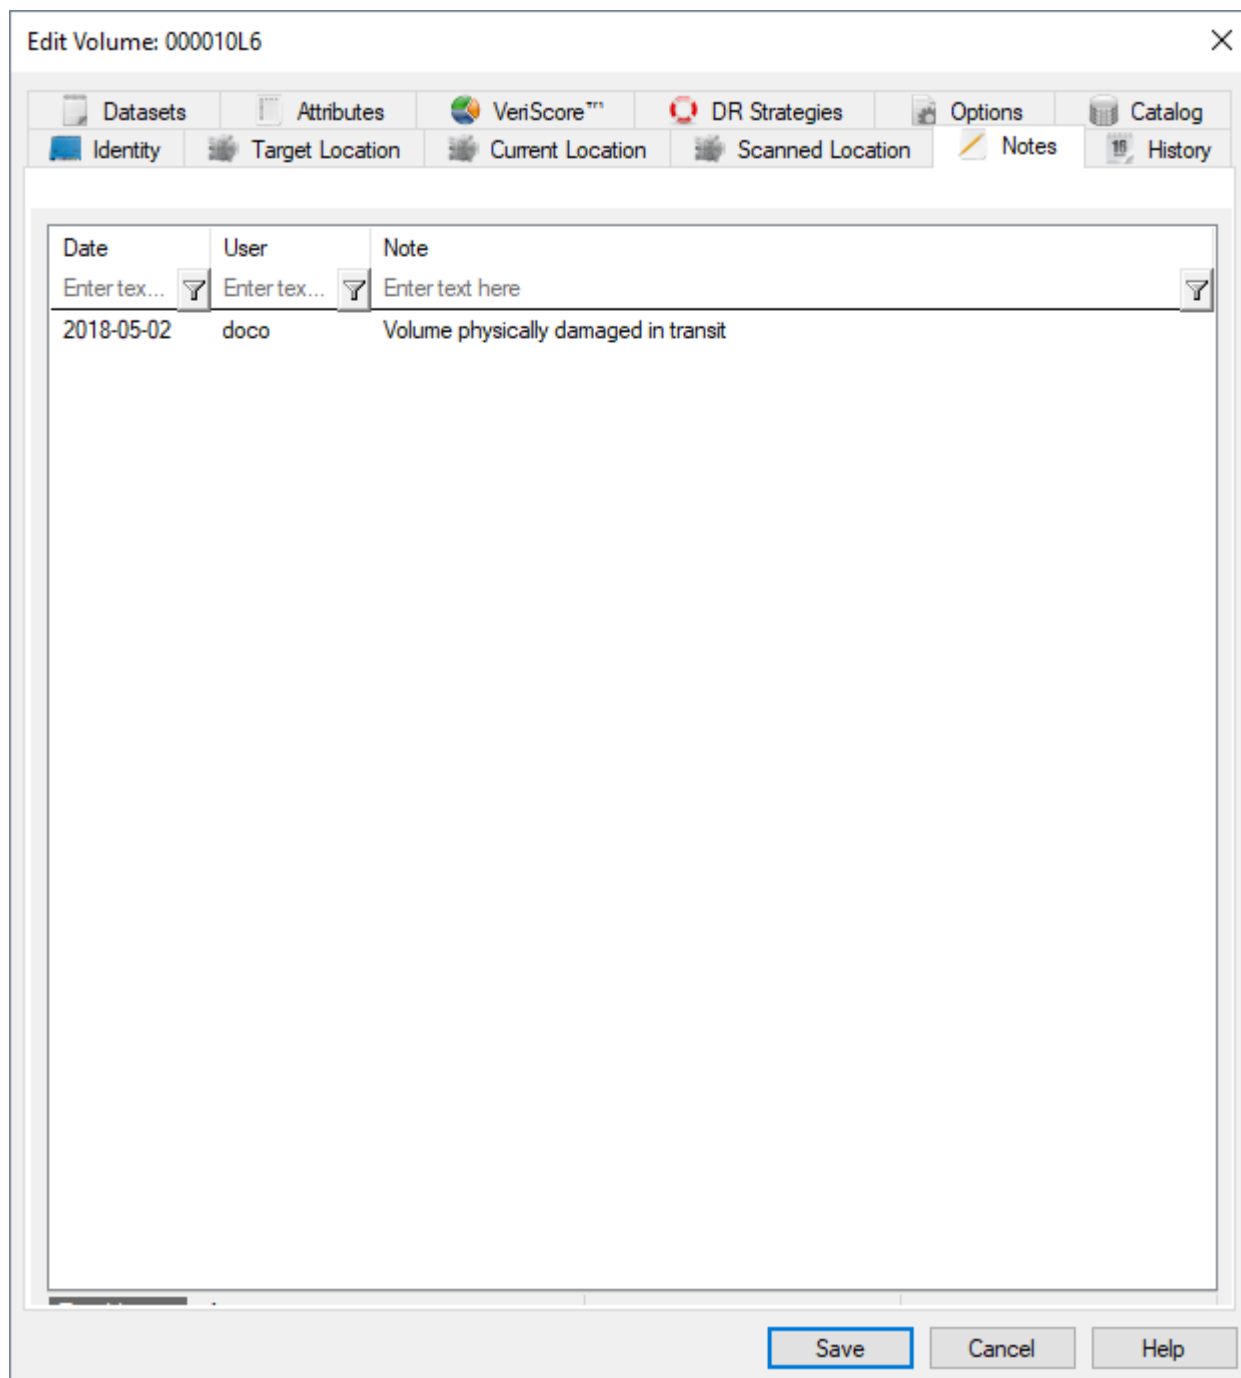 Edit Volume: 000010L6
Datasets Attributes VeriScore™ DR Strategies Options Catalog
Identity Target Location Current Location Scanned Location Notes 16 History
Date User Note
Enter tex... Enter tex... Enter text here
2018-05-02 doco Volume physically damaged in transit
Save Cancel Help